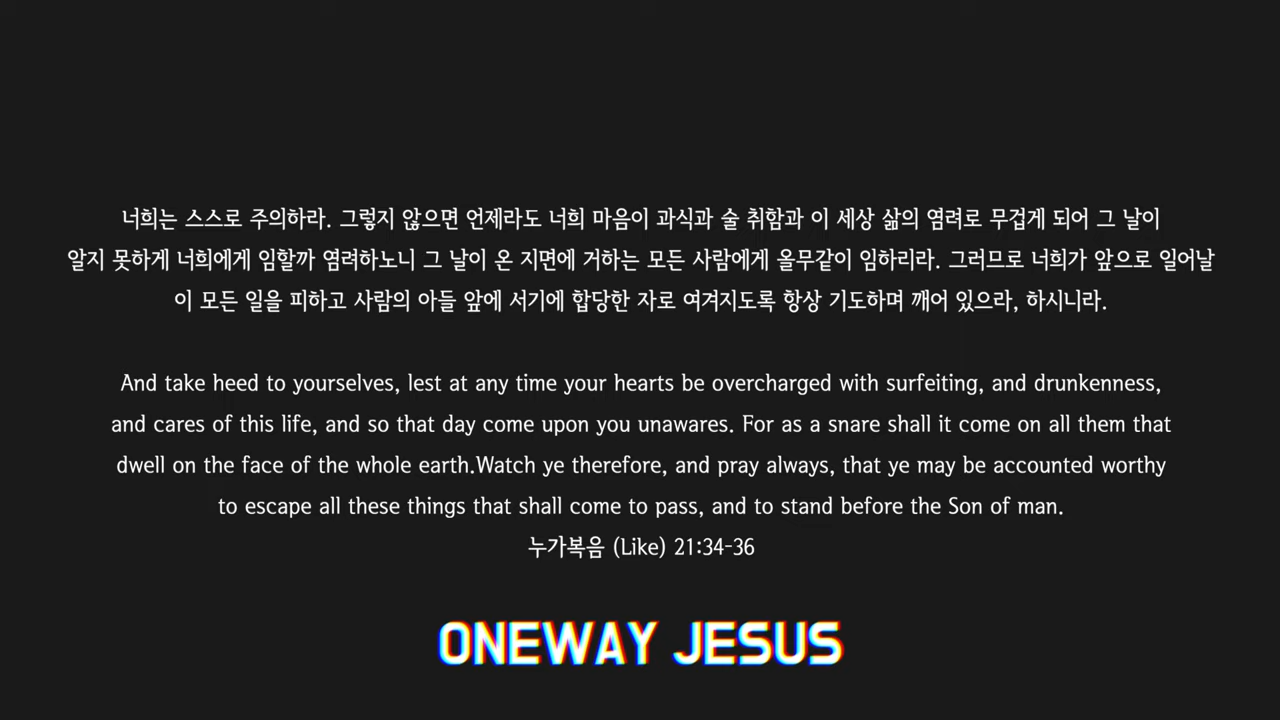 너희는 스스로 주의하라. 그렇지 않으면 언제라도 너희 마음이 과식과 술 취함과 이 세상 삶의 염려로 무겁게 되어 그 날이
알지 못하게 너희에게 임할까 염려하노니 그 날이 온 지면에 거하는 모든 사람에게 올무같이 임하리라. 그러므로 너희가 앞으로 일어날
이 모든 일을 피하고 사람의 아들 앞에 서기에 합당한 자로 여겨지도록 항상 기도하며 깨어 있으라, 하시니라.
And take heed to yourselves, lest at any time your hearts be overcharged with surfeiting, and drunkenness,
and cares of this life, and so that day come upon you unawares. For as a snare shall it come on all them that
dwell on the face of the whole earth.Watch ye therefore, and pray always, that ye may be accounted worthy
to escape all these things that shall come to pass, and to stand before the Son of man.
누가복음 (Like) 21:34-36
ONEWAY JESUS